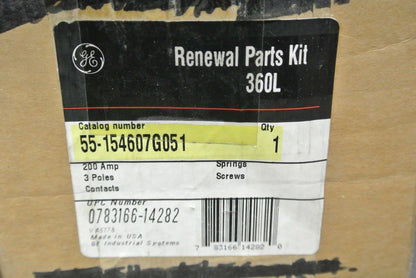 GE
Renewal Parts Kit
360L
Catalog number Qty
55-154607G051 1
200 Amp Springs
3 Poles Screws
Contacts
UPC Number
0783166-14282
Made in USA
GE Industrial Systems
7 83166 14282 0